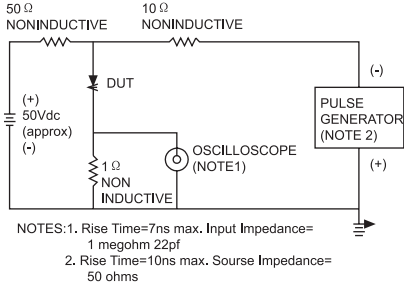 50 Ω
NONINDUCTIVE
10 Ω
NONINDUCTIVE
(+)
50Vdc
(approx)
(-)
DUT
1 Ω
NON
INDUCTIVE
OSCILLOSCOPE
(NOTE1)
(-)
PULSE
GENERATOR
(NOTE 2)
(+)
NOTES:1. Rise Time=7ns max. Input Impedance=
1 megohm 22pf
2. Rise Time=10ns max. Sourse Impedance=
50 ohms